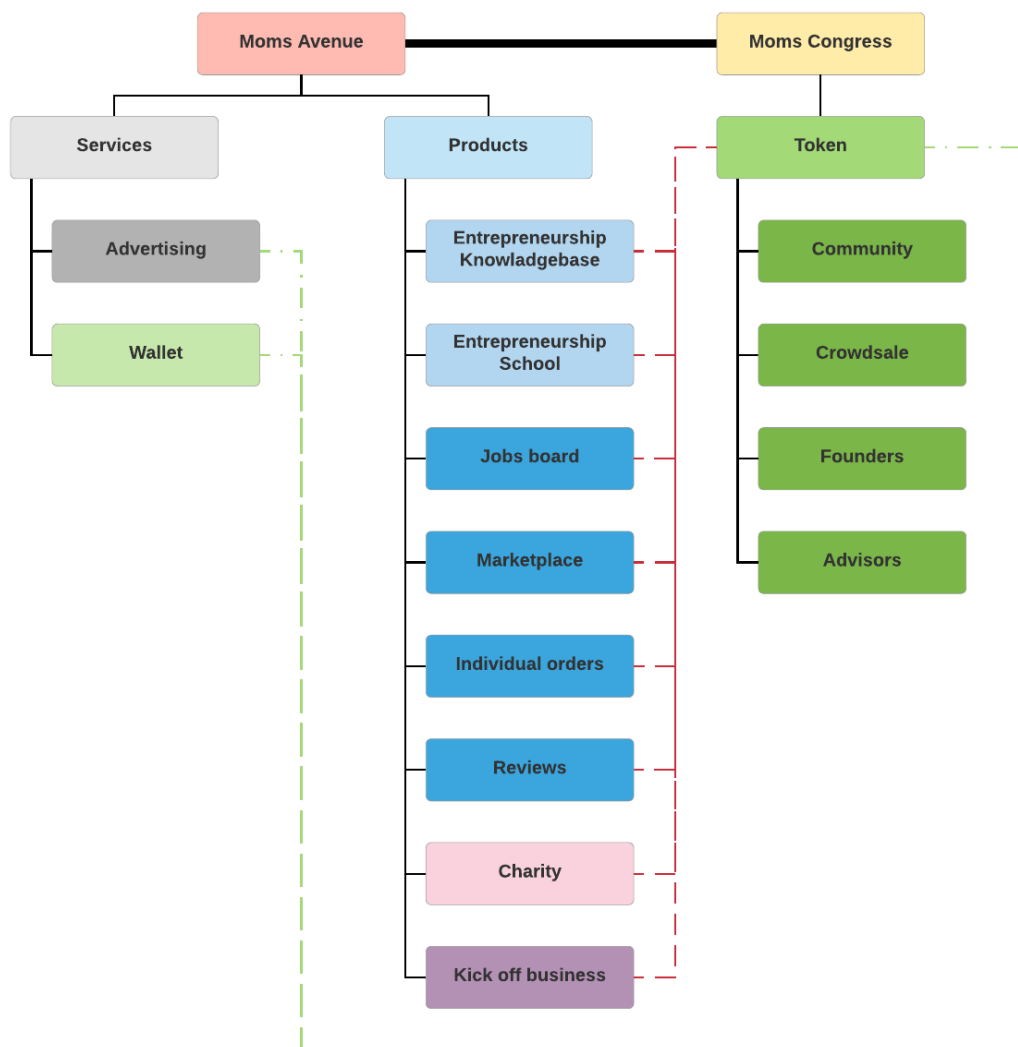 Moms Avenue
Moms Congress
Services
Products
Token
Advertising
Entrepreneurship
Knowladgebase
Community
Wallet
Entrepreneurship
School
Crowdsale
Jobs board
Founders
Marketplace
Advisors
Individual orders
Reviews
Charity
Kick off business